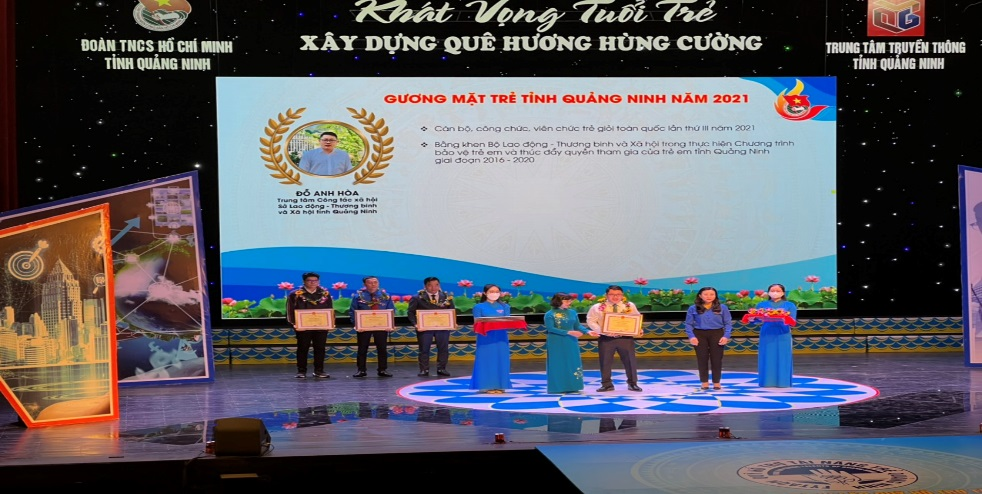 Khát Vọng Tuổi Trẻ
XÂY DỰNG QUÊ HƯƠNG HÙNG CƯỜNG
ĐOÀN TNCS HỒ CHÍ MINH
TỈNH QUẢNG NINH
QG
TRUNG TÂM TRUYỀN THÔNG
TỈNH QUẢNG NINH
GƯƠNG MẶT TRẺ TỈNH QUẢNG NINH NĂM 2021
Cán bộ, công chức, viên chức trẻ giỏi toàn quốc lần thứ III năm 2021
Bằng khen Bộ Lao động - Thương binh và Xã hội trong thực hiện Chương trình
bảo vệ trẻ em và thúc đẩy quyền tham gia của trẻ em tỉnh Quảng Ninh
giai đoạn 2016 - 2020
ĐỖ ANH HÒA
Trung tâm Công tác xã hội
Sở Lao động - Thương binh
và Xã hội tỉnh Quảng Ninh